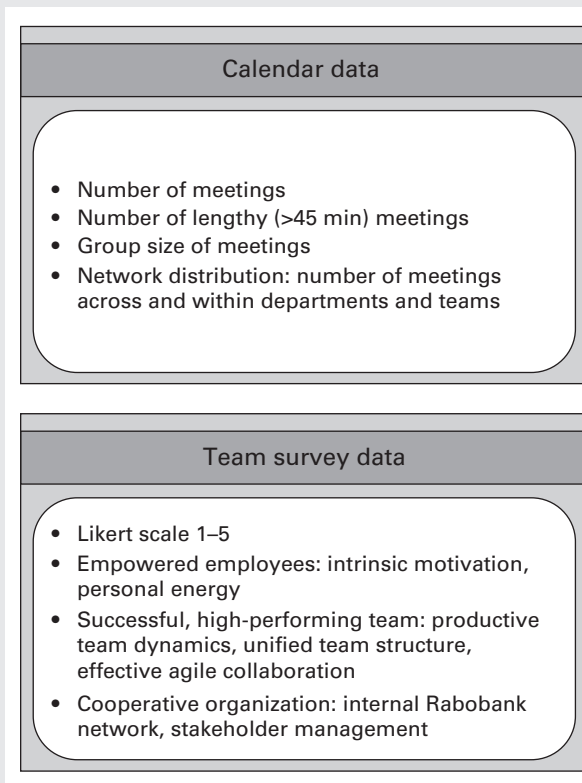 Calendar data
• Number of meetings
• Number of lengthy (>45 min) meetings
• Group size of meetings
• Network distribution: number of meetings
across and within departments and teams
Team survey data
• Likert scale 1–5
• Empowered employees: intrinsic motivation,
personal energy
• Successful, high-performing team: productive
team dynamics, unified team structure,
effective agile collaboration
• Cooperative organization: internal Rabobank
network, stakeholder management